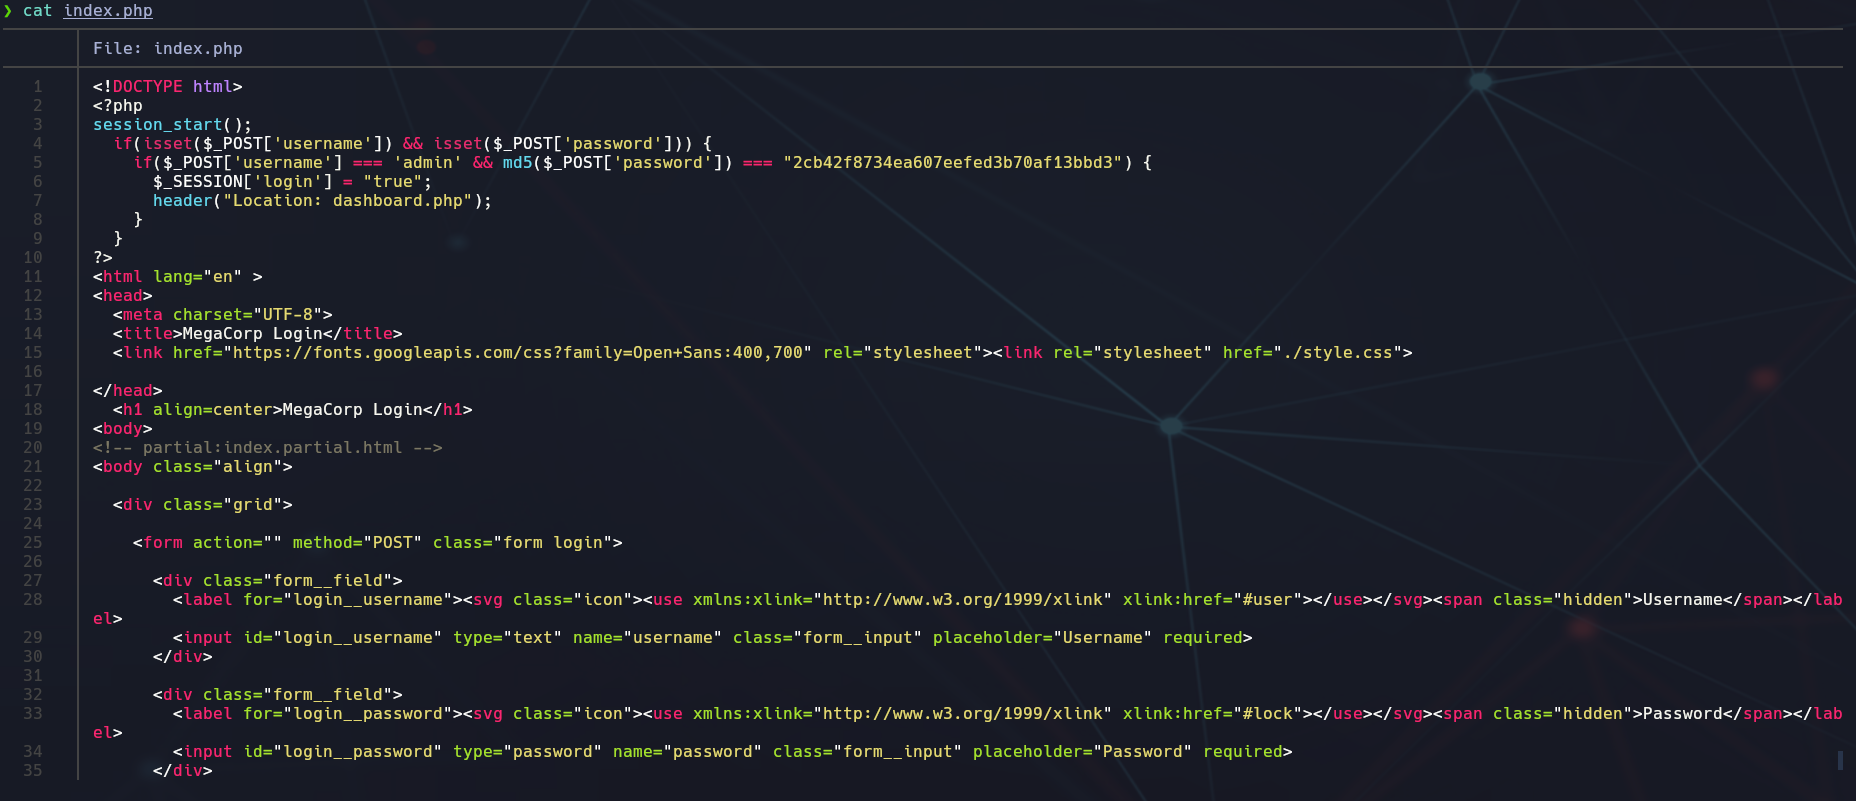 ❯ cat index.php
File: index.php
1 <!DOCTYPE html>
2 <?php
3 session_start();
4   if(isset($_POST['username']) && isset($_POST['password'])) {
5     if($_POST['username'] === 'admin' && md5($_POST['password']) === "2cb42f8734ea607eefed3b70af13bbd3") {
6       $_SESSION['login'] = "true";
7       header("Location: dashboard.php");
8     }
9   }
10 ?>
11 <html lang="en" >
12 <head>
13   <meta charset="UTF-8">
14   <title>MegaCorp Login</title>
15   <link href="https://fonts.googleapis.com/css?family=Open+Sans:400,700" rel="stylesheet"><link rel="stylesheet" href="./style.css">
16
17 </head>
18   <h1 align=center>MegaCorp Login</h1>
19 <body>
20 <!-- partial:index.partial.html -->
21 <body class="align">
22
23   <div class="grid">
24
25     <form action="" method="POST" class="form login">
26
27       <div class="form__field">
28         <label for="login__username"><svg class="icon"><use xmlns:xlink="http://www.w3.org/1999/xlink" xlink:href="#user"></use></svg><span class="hidden">Username</span></lab
el>
29         <input id="login__username" type="text" name="username" class="form__input" placeholder="Username" required>
30       </div>
31
32       <div class="form__field">
33         <label for="login__password"><svg class="icon"><use xmlns:xlink="http://www.w3.org/1999/xlink" xlink:href="#lock"></use></svg><span class="hidden">Password</span></lab
el>
34         <input id="login__password" type="password" name="password" class="form__input" placeholder="Password" required>
35       </div>